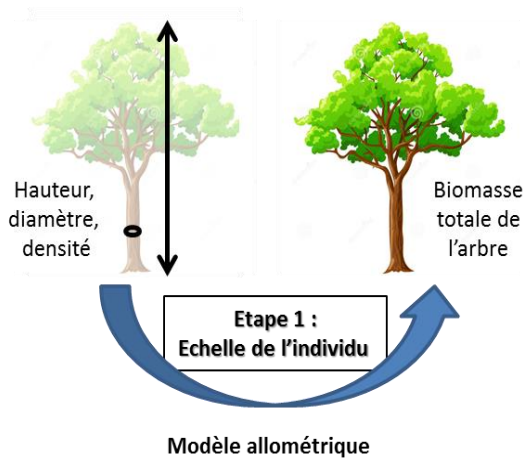 Hauteur,
diamètre,
densité
Biomasse
totale de
l'arbre
Etape 1 :
Echelle de l'individu
Modèle allométrique